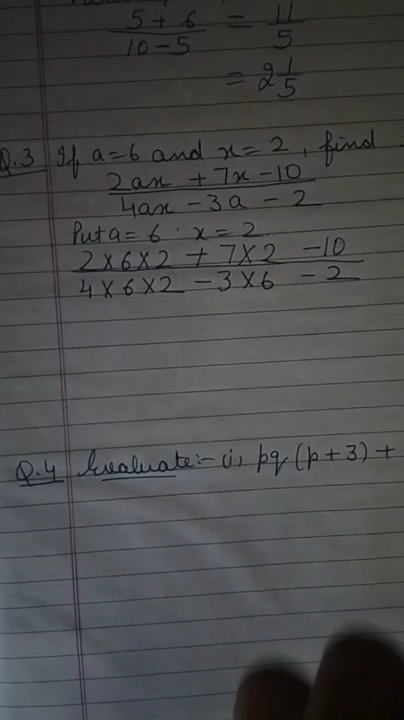 5 + 6 / 10 - 5 = 11 / 5
= 2 1/5
Q.3 If a=6 and x=2, find
2ax + 7x - 10
4ax - 3a - 2
Put a = 6 x = 2
2×6×2 + 7×2 - 10
4×6×2 - 3×6 - 2
Q.4 Evaluate:- (i) pq (p+3) +